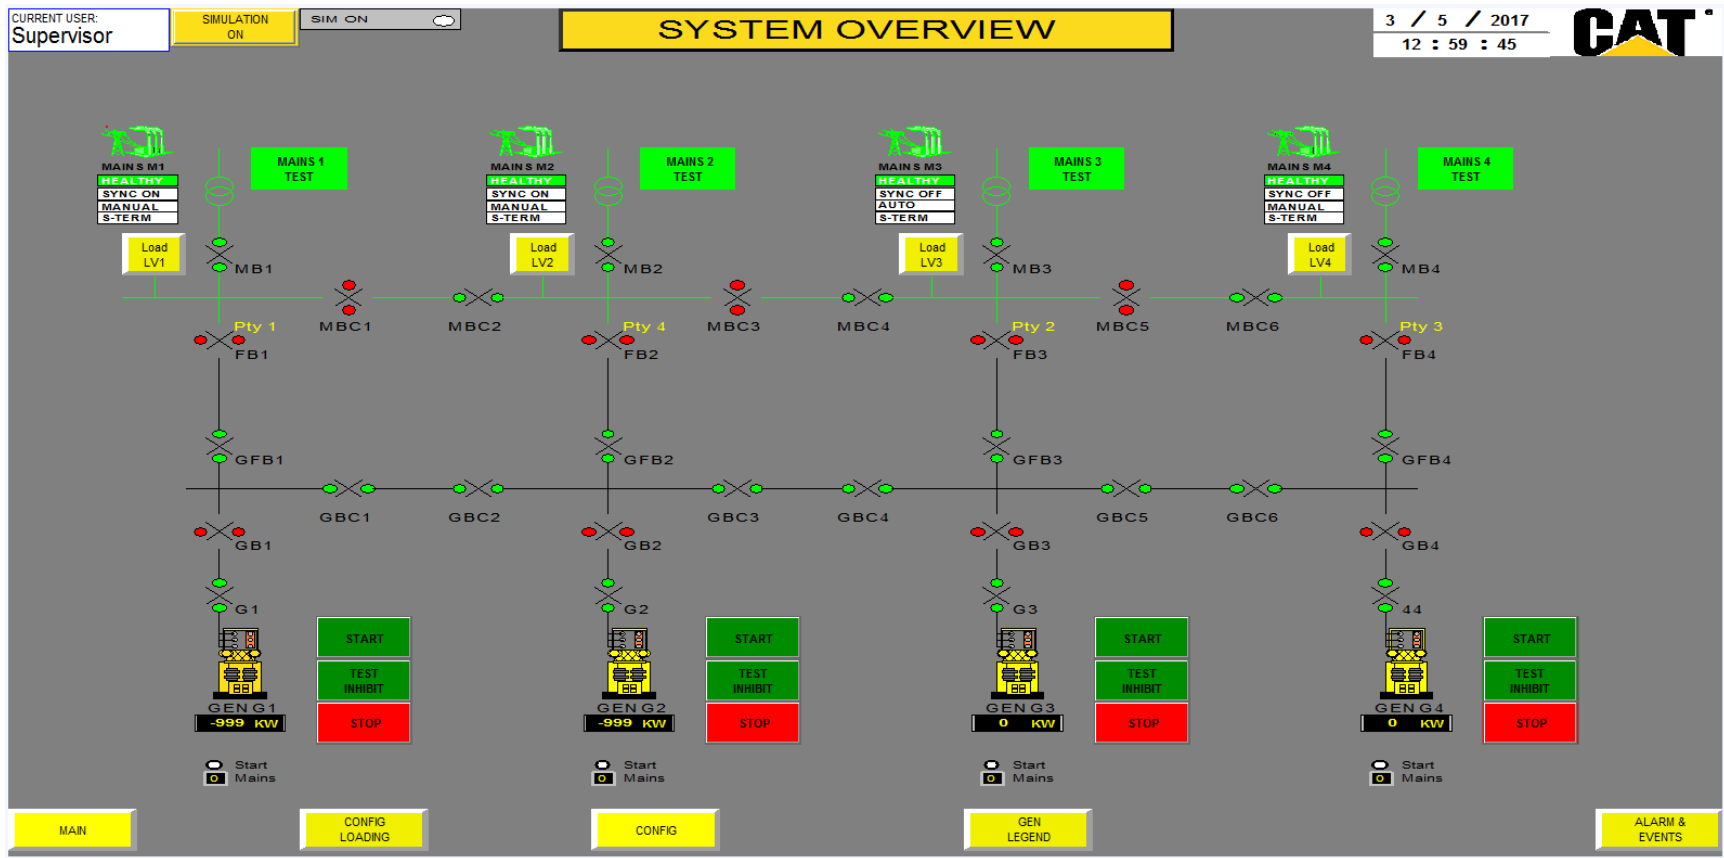 CURRENT USER:
Supervisor
SIMULATION
ON
SIM ON
SYSTEM OVERVIEW
3 / 5 / 2017
12 : 59 : 45
CAT
MAINS M1
HEALTHY
SYNC ON
MANUAL
S-TERM
MAINS 1
TEST
MAINS M2
HEALTHY
SYNC ON
MANUAL
S-TERM
MAINS 2
TEST
MAINS M3
HEALTHY
SYNC OFF
AUTO
S-TERM
MAINS 3
TEST
MAINS M4
HEALTHY
SYNC OFF
MANUAL
S-TERM
MAINS 4
TEST
Load
LV1
MB1
Load
LV2
MB2
Load
LV3
MB3
Load
LV4
MB4
Pty 1
MBC1
MBC2
Pty 4
MBC3
MBC4
Pty 2
MBC5
MBC6
Pty 3
FB1
FB2
FB3
FB4
GFB1
GFB2
GFB3
GFB4
GBC1
GBC2
GBC3
GBC4
GBC5
GBC6
GB1
GB2
GB3
GB4
G1
G2
G3
44
START
TEST
INHIBIT
STOP
START
TEST
INHIBIT
STOP
START
TEST
INHIBIT
STOP
START
TEST
INHIBIT
STOP
GEN G1
-999 KW
GEN G2
-999 KW
GEN G3
0 KW
GEN G4
0 KW
Start
0 Mains
Start
0 Mains
Start
0 Mains
Start
0 Mains
MAIN
CONFIG
LOADING
CONFIG
GEN
LEGEND
ALARM &
EVENTS